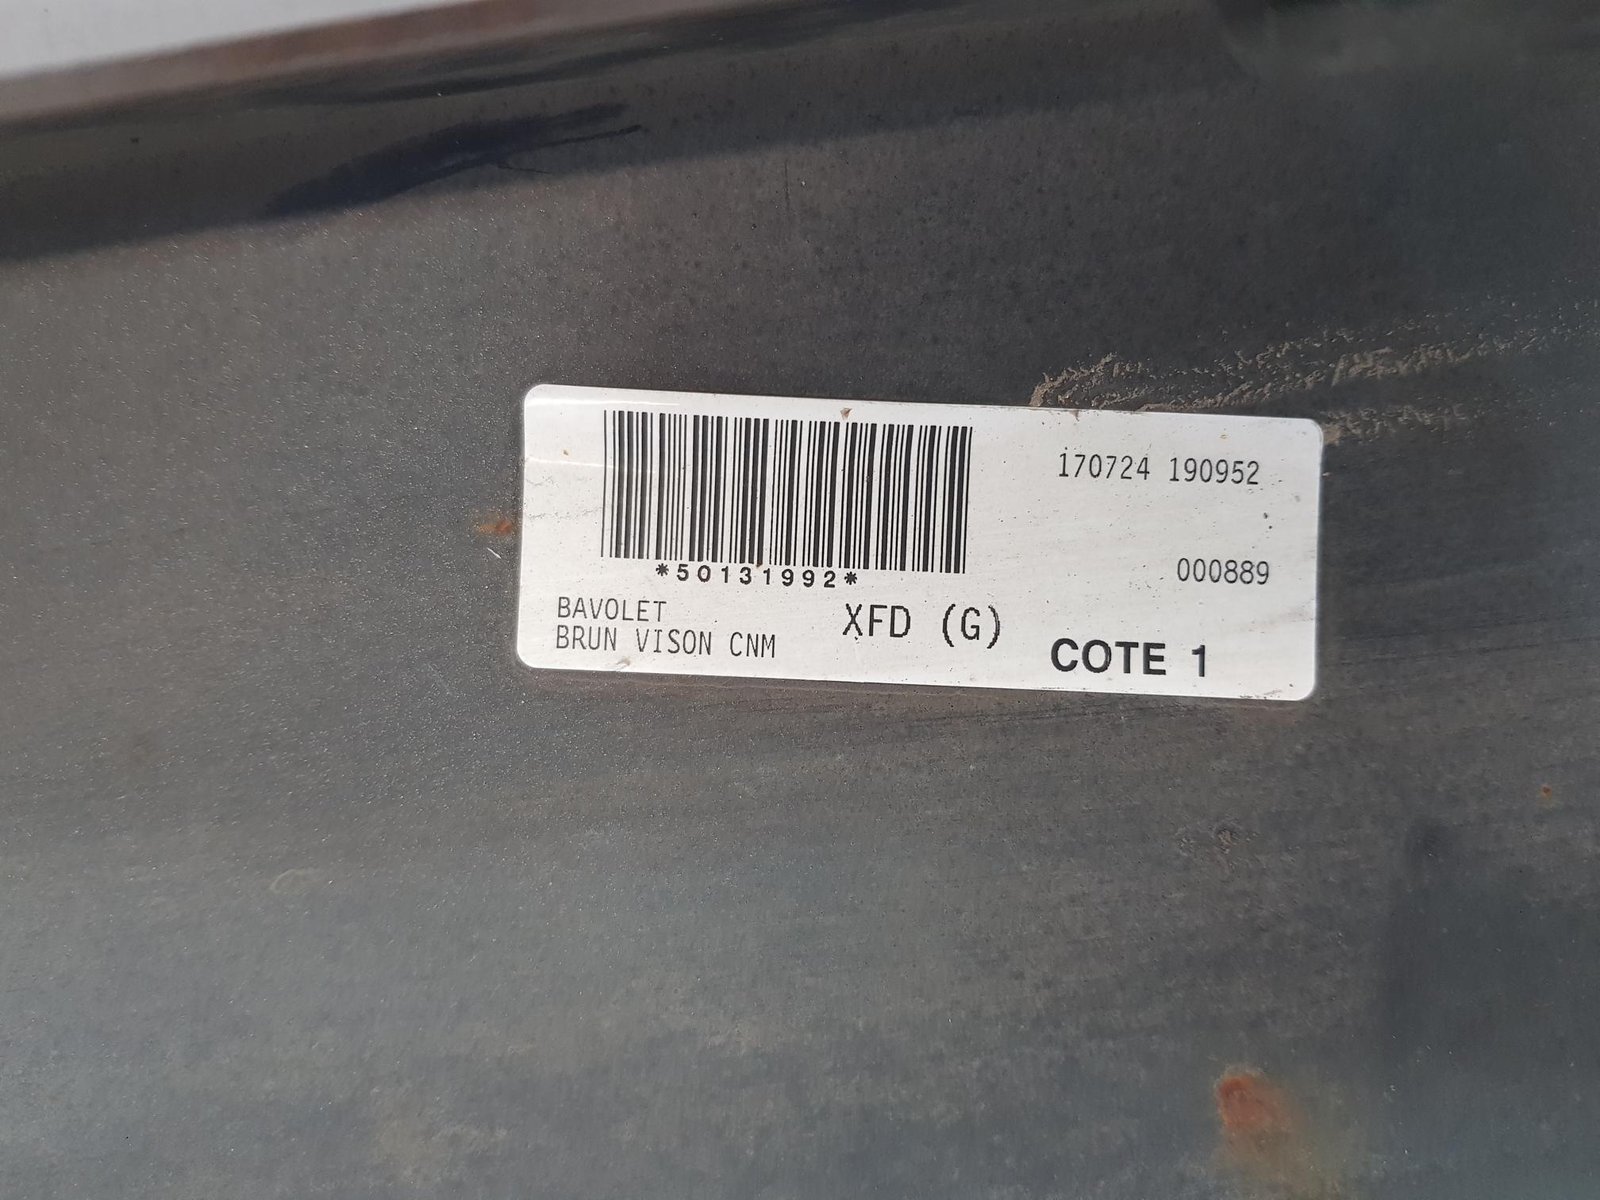 170724 190952
*50131992*
000889
BAVOLET
BRUN VISON CNM
XFD (G)
COTE 1